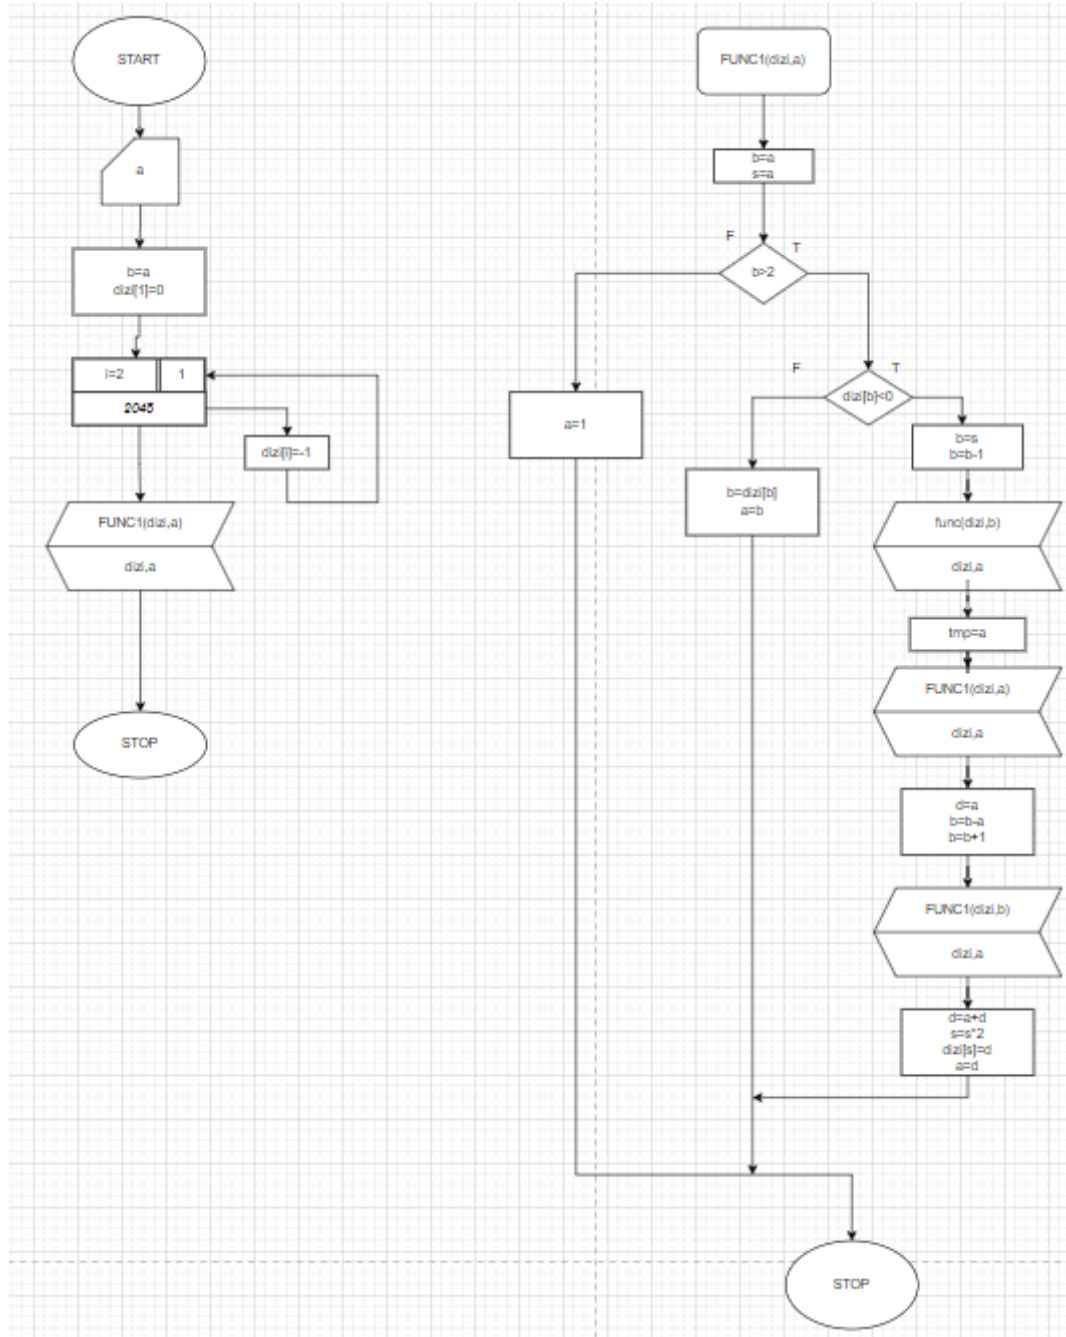 START
a
b=a
dizi[1]=0
i=2
1
2045
dizi[i]=-1
FUNC1(dizi,a)
dizi,a
STOP
FUNC1(dizi,a)
b=a
s=a
F
T
b>2
F
T
dizi[b]<0
a=1
b=s
b=b-1
b=dizi[b]
a=b
func(dizi,b)
dizi,a
tmp=a
FUNC1(dizi,a)
dizi,a
d=a
b=b-a
b=b+1
FUNC1(dizi,b)
dizi,a
d=a+d
s=s*2
dizi[s]=d
a=d
STOP